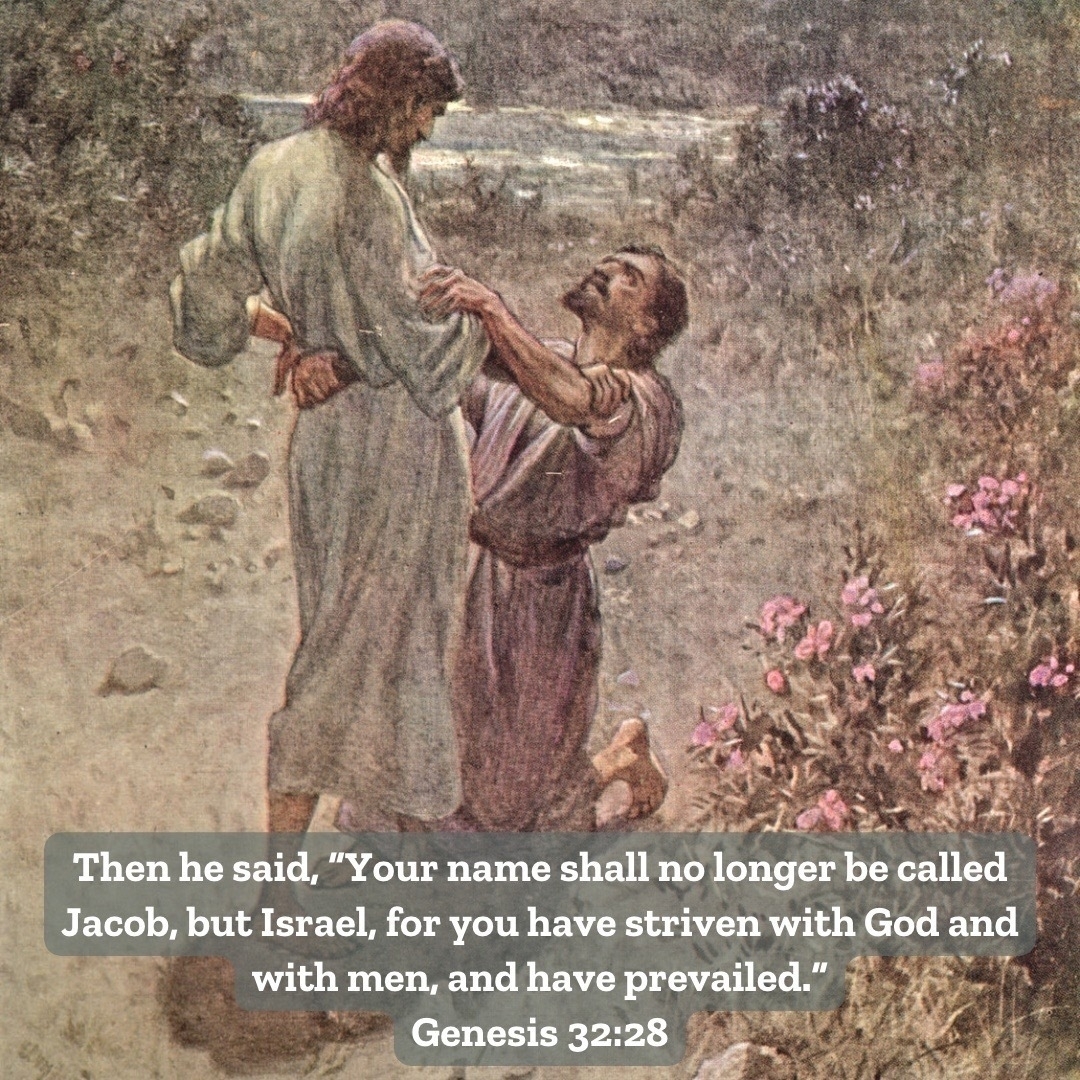 Then he said, “Your name shall no longer be called
Jacob, but Israel, for you have striven with God and
with men, and have prevailed.”
Genesis 32:28